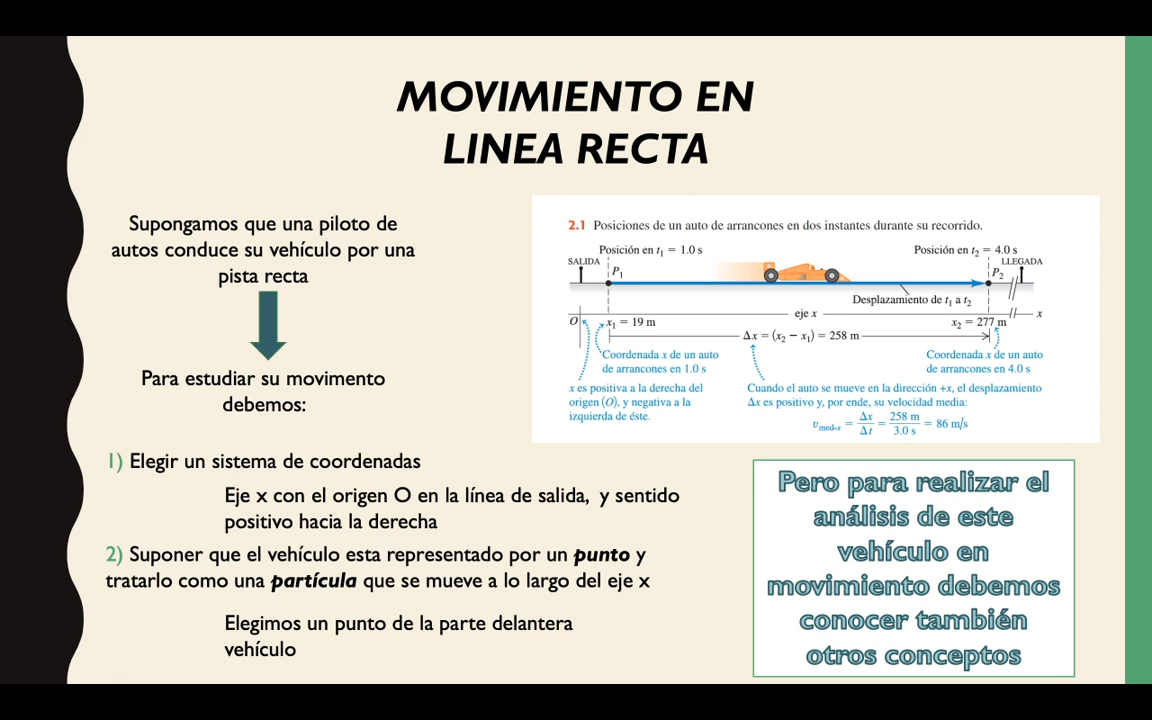 MOVIMIENTO EN
LINEA RECTA
Supongamos que una piloto de
autos conduce su vehículo por una
pista recta
Para estudiar su movimiento
debemos:
1) Elegir un sistema de coordenadas
Eje x con el origen O en la línea de salida, y sentido
positivo hacia la derecha
2) Suponer que el vehículo esta representado por un punto y
tratarlo como una partícula que se mueve a lo largo del eje x
Elegimos un punto de la parte delantera
vehículo
2.1 Posiciones de un auto de arrancones en dos instantes durante su recorrido.
Posición en t₁ = 1.0 s
Posición en t₂ = 4.0 s
SALIDA
LLEGADA
P₁
P₂
Desplazamiento de t₁ a t₂
eje x
x
O
x₁ = 19 m
x₂ = 277 m
Δx = (x₂ − x₁) = 258 m
Coordenada x de un auto
de arrancones en 1.0 s
Coordenada x de un auto
de arrancones en 4.0 s
x es positiva a la derecha del
origen (O), y negativa a la
izquierda de éste.
Cuando el auto se mueve en la dirección +x, el desplazamiento
Δx es positivo y, por ende, su velocidad media:
υmed-x = Δx/Δt = 258 m/3.0 s = 86 m/s
Pero para realizar el
análisis de este
vehículo en
movimiento debemos
conocer también
otros conceptos